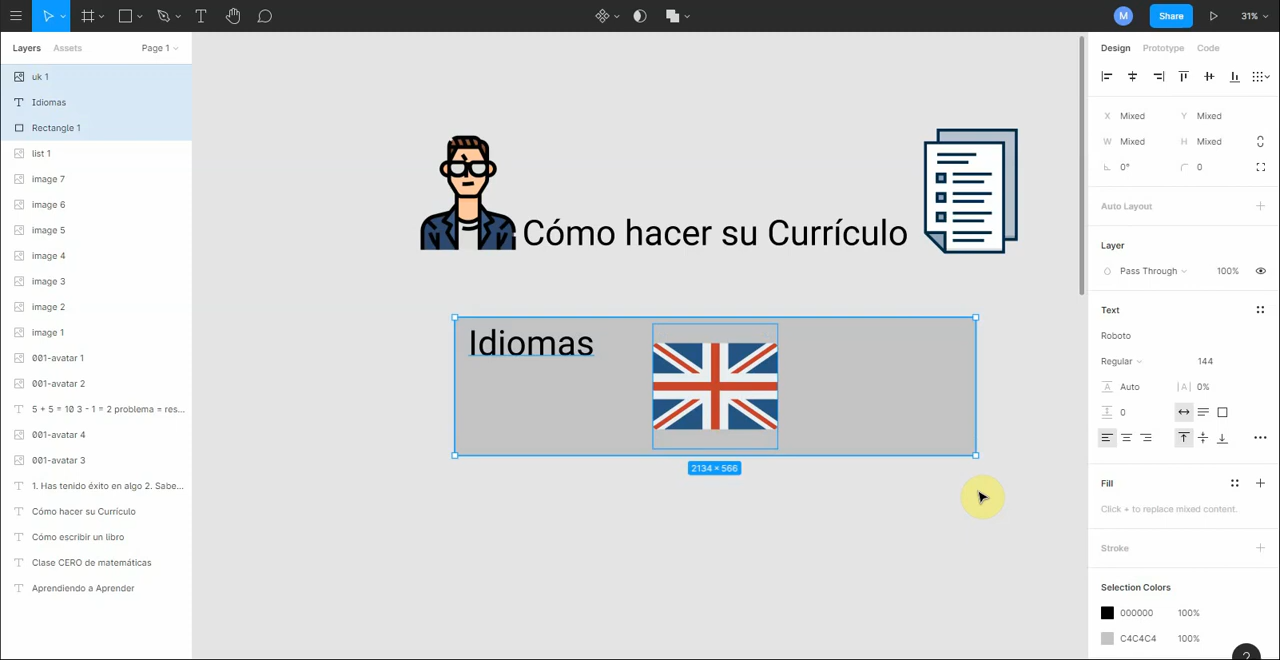 M
Share
31%
Layers
Assets
Page 1
uk 1
Idiomas
Rectangle 1
list 1
image 7
image 6
image 5
image 4
image 3
image 2
image 1
001-avatar 1
001-avatar 2
5 + 5 = 10 3 - 1 = 2 problema = res...
001-avatar 4
001-avatar 3
1. Has tenido éxito en algo 2. Sabe...
Cómo hacer su Currículo
Cómo escribir un libro
Clase CERO de matemáticas
Aprendiendo a Aprender
Cómo hacer su Currículo
Idiomas
2134 × 566
Design
Prototype
Code
X Mixed Y Mixed
W Mixed H Mixed
0° 0
Auto Layout
Layer
Pass Through 100%
Text
Roboto
Regular 144
Auto |A| 0%
0
Fill
Click + to replace mixed content.
Stroke
Selection Colors
000000 100%
C4C4C4 100%
?